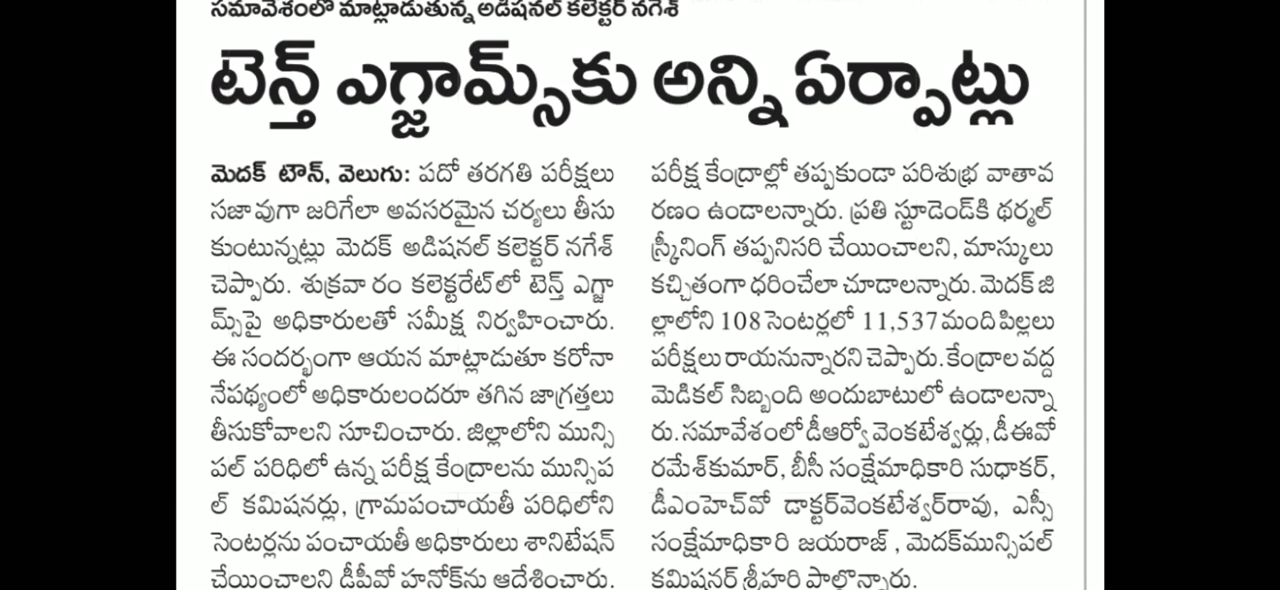 సమావేశంలో మాట్లాడుతున్న అడిషనల్ కలెక్టర్ నగేశ్
టెన్త్ ఎగ్జామ్స్‌కు అన్ని ఏర్పాట్లు
మెదక్ టౌన్, వెలుగు: పదో తరగతి పరీక్షలు
సజావుగా జరిగేలా అవసరమైన చర్యలు తీసు
కుంటున్నట్లు మెదక్ అడిషనల్ కలెక్టర్ నగేశ్
చెప్పారు. శుక్రవా రం కలెక్టరేట్‌లో టెన్త్ ఎగ్జా
మ్స్‌పై అధికారులతో సమీక్ష నిర్వహించారు.
ఈ సందర్భంగా ఆయన మాట్లాడుతూ కరోనా
నేపథ్యంలో అధికారులందరూ తగిన జాగ్రత్తలు
తీసుకోవాలని సూచించారు. జిల్లాలోని మున్సి
పల్ పరిధిలో ఉన్న పరీక్ష కేంద్రాలను మున్సిప
ల్ కమిషనర్లు, గ్రామపంచాయతీ పరిధిలోని
సెంటర్లను పంచాయతీ అధికారులు శానిటేషన్
చేయించాలని డీపీవో హనోక్‌ను ఆదేశించారు.
పరీక్ష కేంద్రాల్లో తప్పకుండా పరిశుభ్ర వాతావ
రణం ఉండాలన్నారు. ప్రతి స్టూడెండ్‌కి థర్మల్
స్క్రీనింగ్ తప్పనిసరి చేయించాలని, మాస్కులు
కచ్చితంగా ధరించేలా చూడాలన్నారు. మెదక్ జి
ల్లాలోని 108 సెంటర్లలో 11,537 మంది పిల్లలు
పరీక్షలు రాయనున్నారని చెప్పారు. కేంద్రాల వద్ద
మెడికల్ సిబ్బంది అందుబాటులో ఉండాలన్నా
రు. సమావేశంలో డీఆర్వో వెంకటేశ్వర్లు, డీఈవో
రమేశ్‌కుమార్, బీసీ సంక్షేమాధికారి సుధాకర్,
డీఎంహెచ్‌వో డాక్టర్‌వెంకటేశ్వర్‌రావు, ఎస్సీ
సంక్షేమాధికారి జయరాజ్ , మెదక్‌మున్సిపల్
కమిషనర్ శ్రీహరి పాల్గొన్నారు.